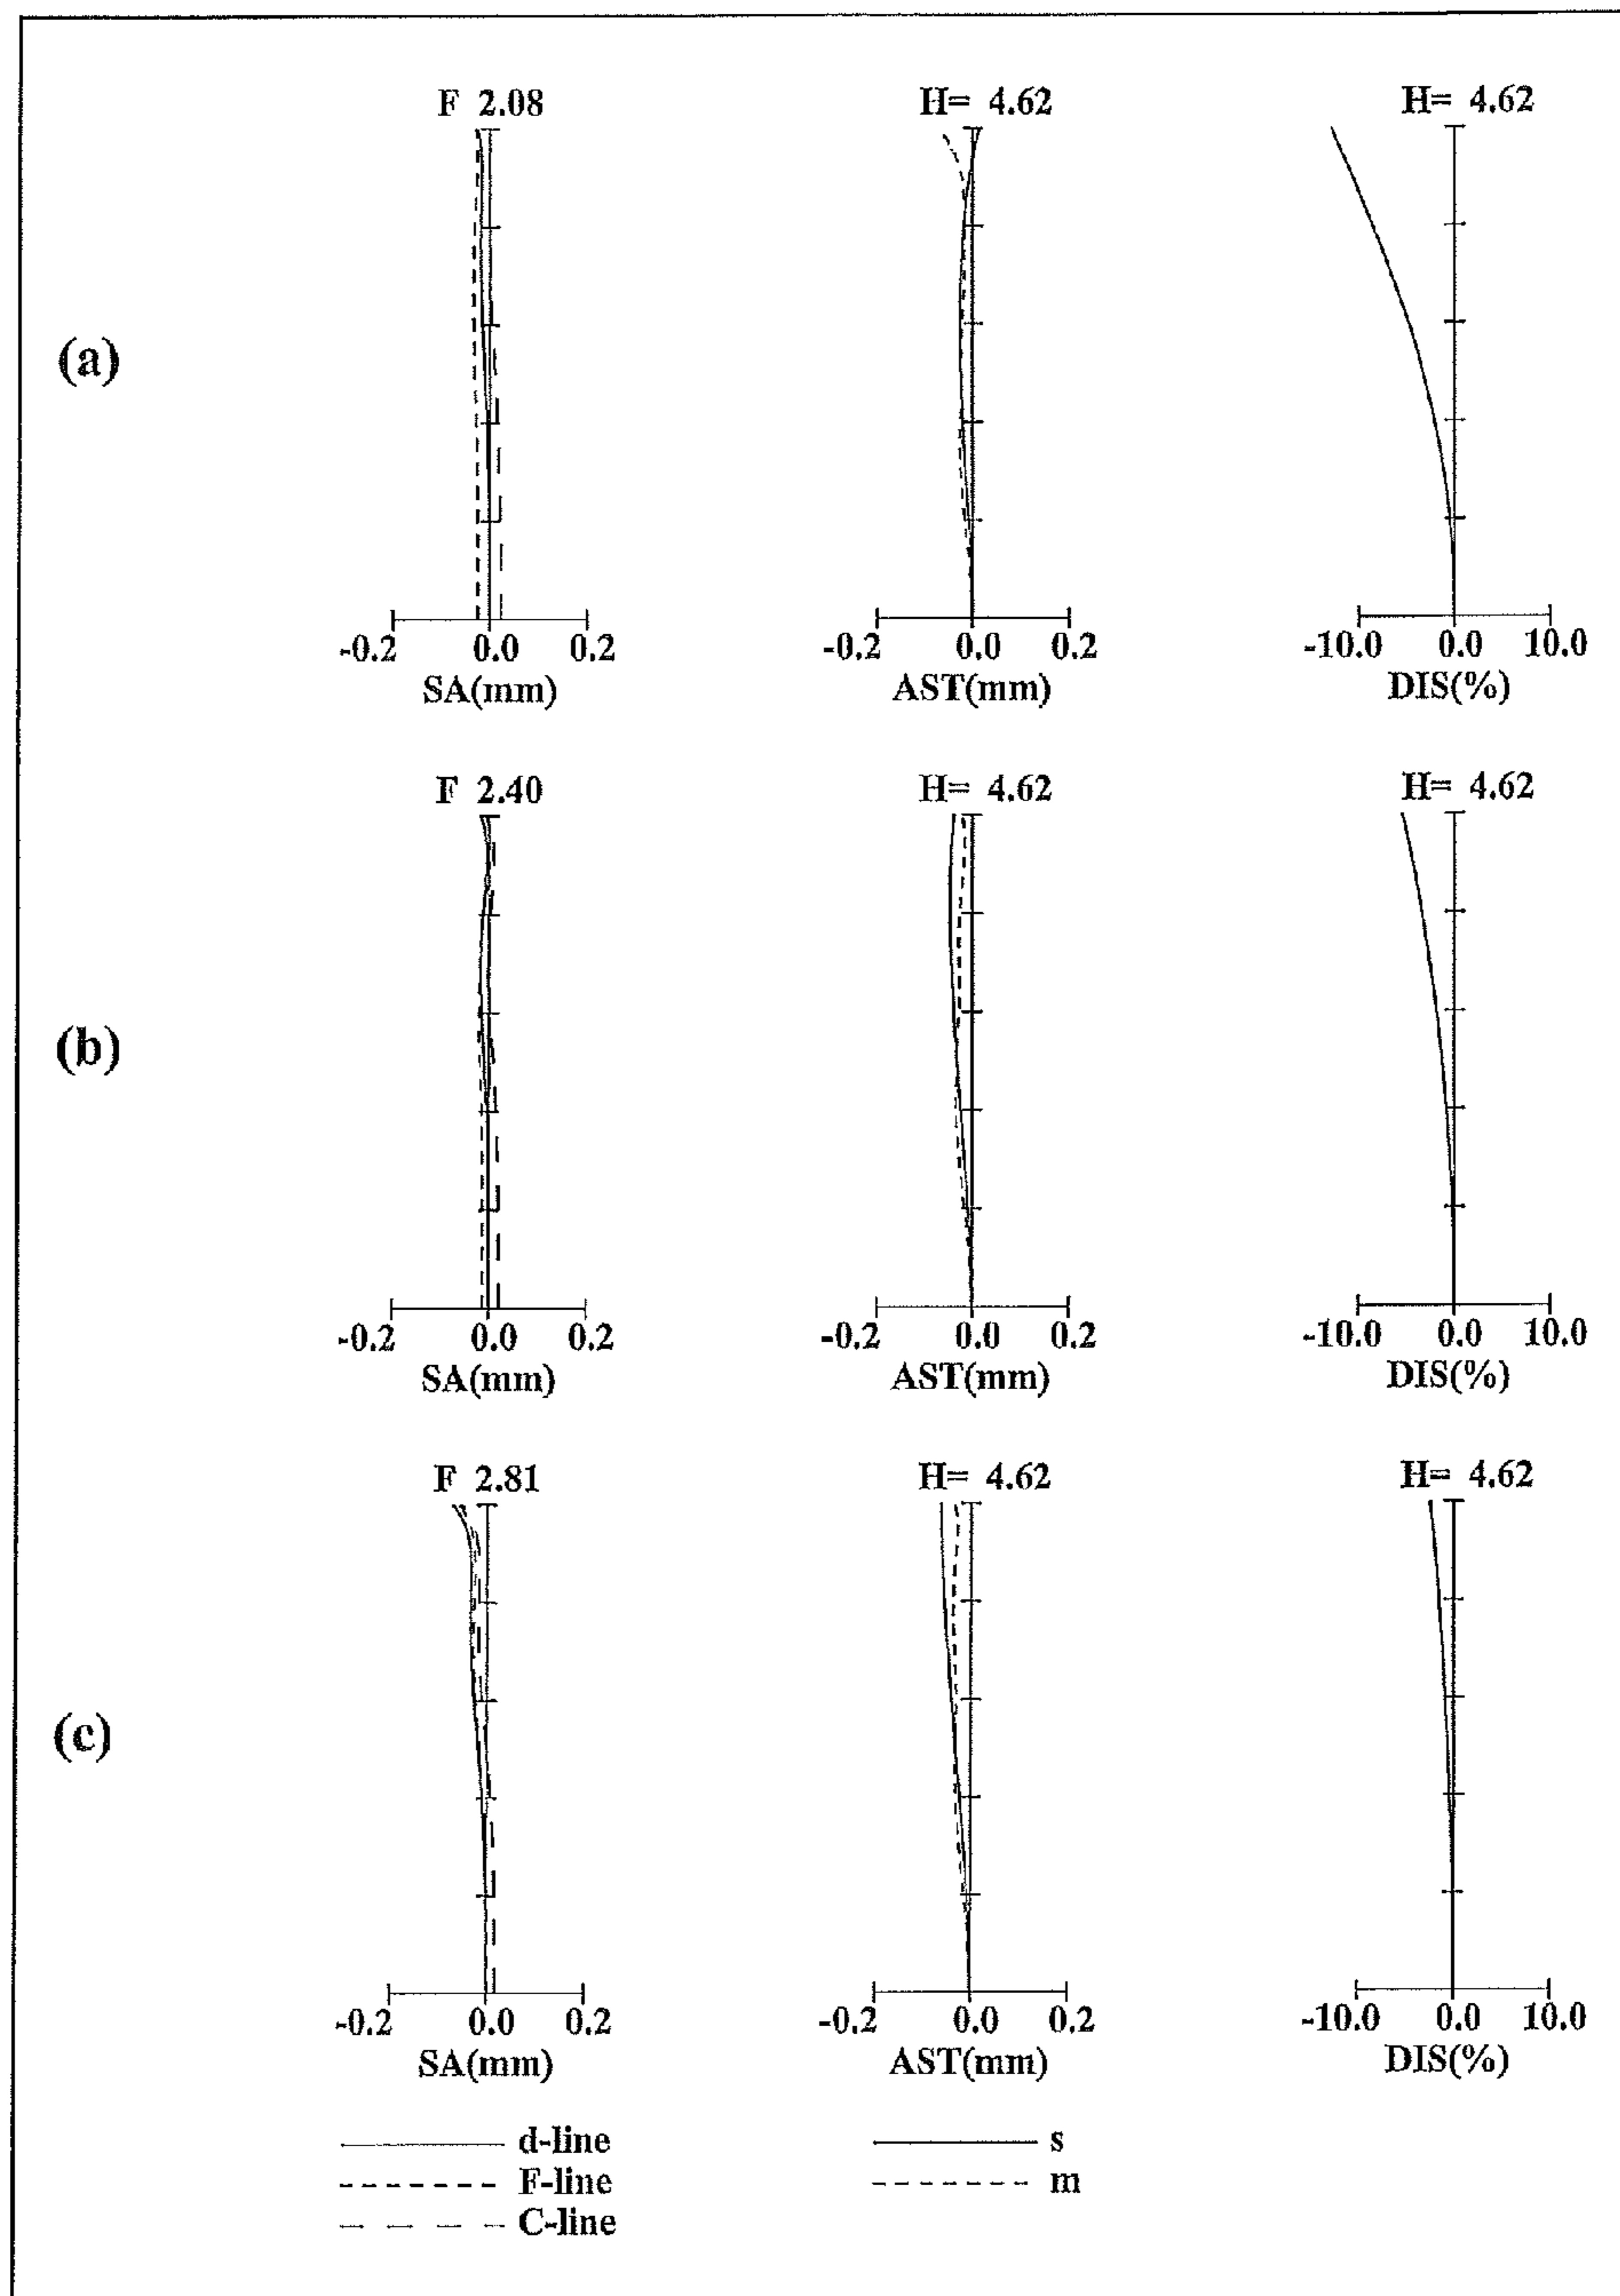 F 2.08 H= 4.62 H= 4.62
(a)
-0.2 0.0 0.2 -0.2 0.0 0.2 -10.0 0.0 10.0
SA(mm) AST(mm) DIS(%)
F 2.40 H= 4.62 H= 4.62
(b)
-0.2 0.0 0.2 -0.2 0.0 0.2 -10.0 0.0 10.0
SA(mm) AST(mm) DIS(%)
F 2.81 H= 4.62 H= 4.62
(c)
-0.2 0.0 0.2 -0.2 0.0 0.2 -10.0 0.0 10.0
SA(mm) AST(mm) DIS(%)
d-line s
F-line m
C-line